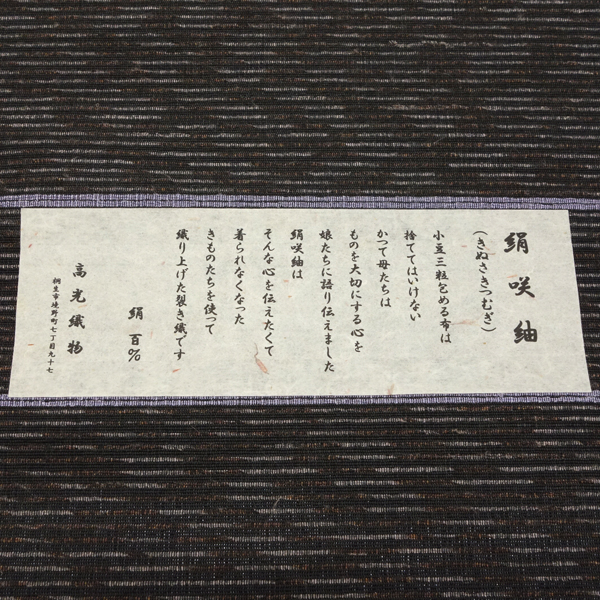 絹咲紬
(きぬさきつむぎ)
小豆三粒包める布は
捨ててはいけない
かつて母たちは
ものを大切にする心を
娘たちに語り伝えました
絹咲紬は
そんな心を伝えたくて
着られなくなった
きものたちを使って
織り上げた裂き織です
絹 百%
高光織物
桐生市境野町七丁目九十七